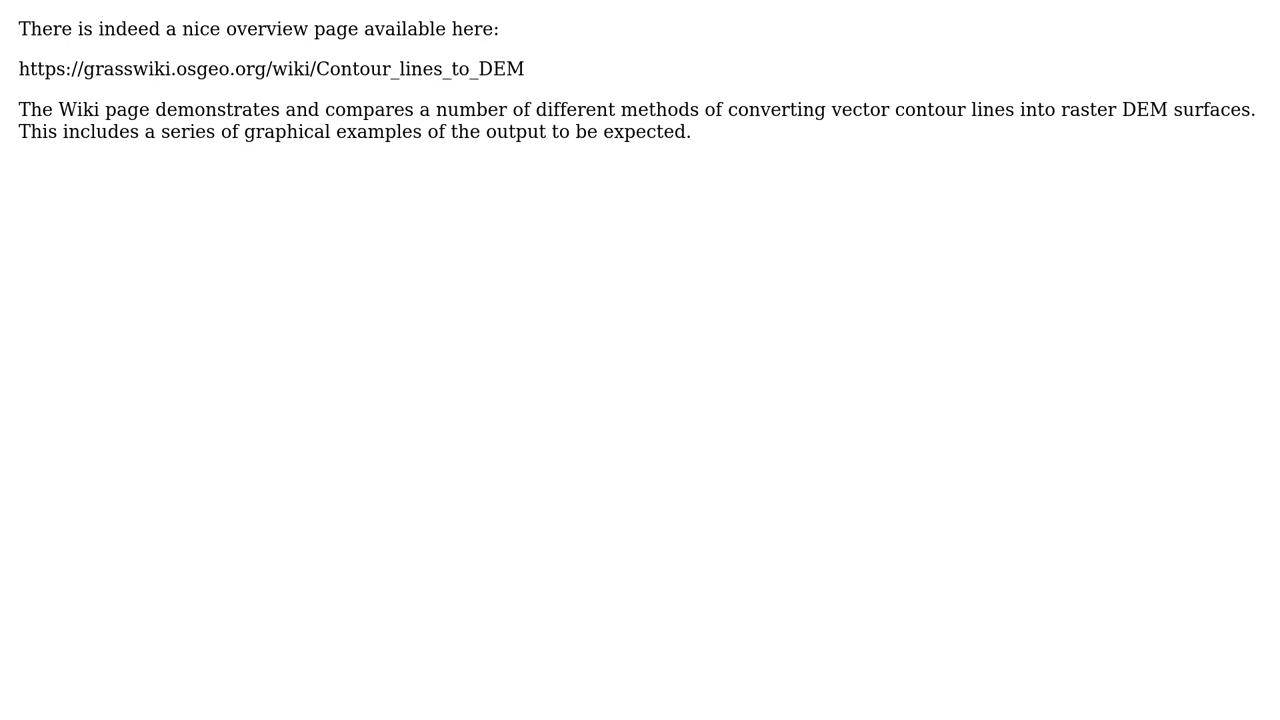 There is indeed a nice overview page available here:
https://grasswiki.osgeo.org/wiki/Contour_lines_to_DEM
The Wiki page demonstrates and compares a number of different methods of converting vector contour lines into raster DEM surfaces.
This includes a series of graphical examples of the output to be expected.